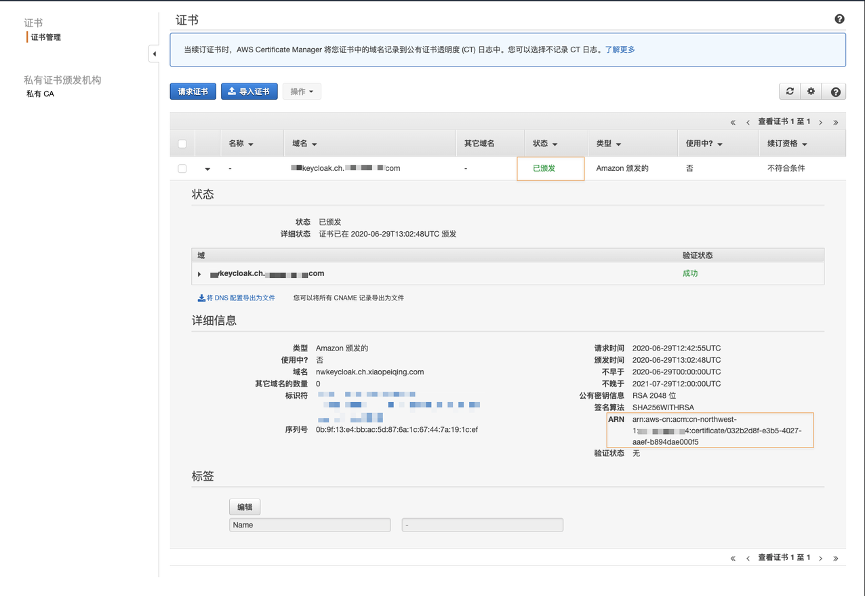 证书
证书管理
私有证书颁发机构
私有 CA
证书
当续订证书时，AWS Certificate Manager 将您证书中的域名记录到公有证书透明度 (CT) 日志中。您可以选择不记录 CT 日志。了解更多
请求证书 导入证书 操作
« ‹ 查看证书 1 至 1 › »
名称 域名 其它域名 状态 类型 使用中? 续订资格
- keycloak.ch. com - 已颁发 Amazon 颁发的 否 不符合条件
状态
状态 已颁发
详细状态 证书已在 2020-06-29T13:02:48UTC 颁发
域 验证状态
keycloak.ch. com 成功
将 DNS 配置导出为文件 您可以将所有 CNAME 记录导出为文件
详细信息
类型 Amazon 颁发的
使用中? 否
域名 nwkeycloak.ch.xiaopeiqing.com
其它域名的数量 0
标识符
序列号 0b:9f:13:e4:bb:ac:5d:87:6a:1c:67:44:7a:19:1c:ef
请求时间 2020-06-29T12:42:55UTC
颁发时间 2020-06-29T13:02:48UTC
不早于 2020-06-29T00:00:00UTC
不晚于 2021-07-29T12:00:00UTC
公有密钥信息 RSA 2048 位
签名算法 SHA256WITHRSA
ARN arn:aws-cn:acm:cn-northwest-
1: 4:certificate/032b2d8f-e3b5-4027-
aaef-b894dae000f5
验证状态 无
标签
编辑
Name -
« ‹ 查看证书 1 至 1 › »